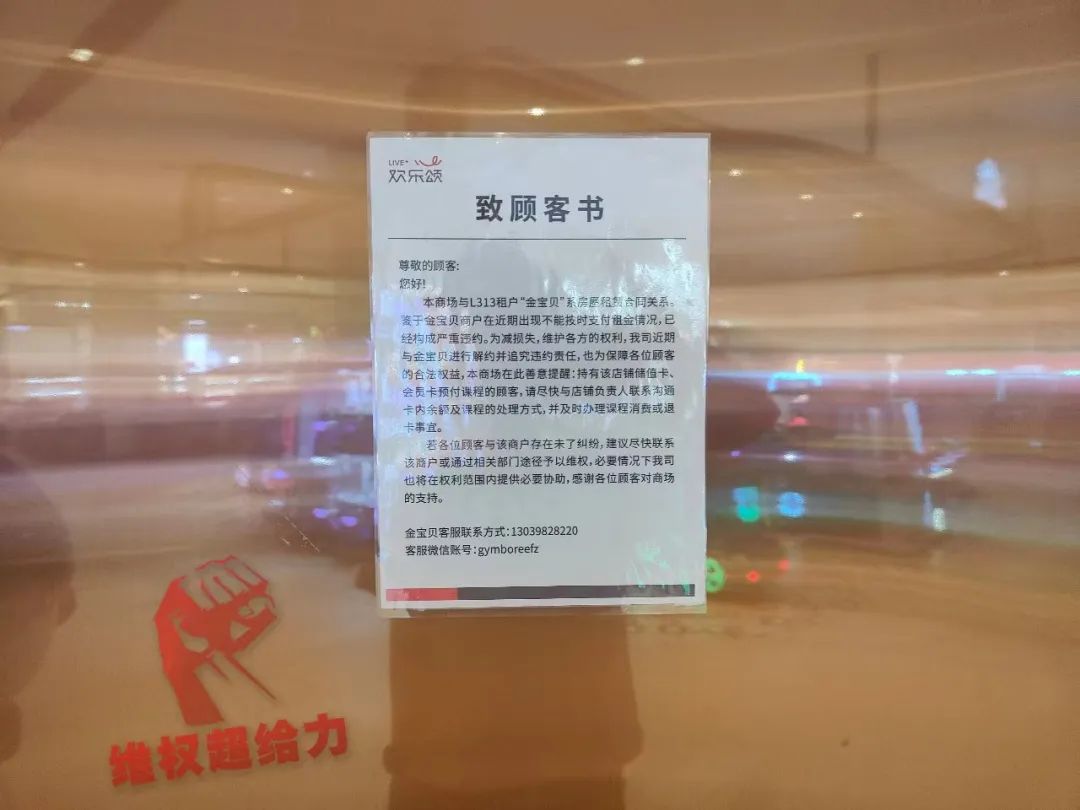 LIVE+
欢乐颂
致顾客书
尊敬的顾客:
您好!
本商场与L313租户“金宝贝”系房屋租赁合同关系。
鉴于金宝贝商户在近期出现不能按时支付租金情况,已
经构成严重违约。为减损失,维护各方的权利,我司近期
与金宝贝进行解约并追究违约责任,也为保障各位顾客
的合法权益,本商场在此善意提醒:持有该店铺储值卡、
会员卡预付课程的顾客,请尽快与店铺负责人联系沟通
卡内余额及课程的处理方式,并及时办理课程消费或退
卡事宜。
若各位顾客与该商户存在未了纠纷,建议尽快联系
该商户或通过相关部门途径予以维权,必要情况下我司
也将在权利范围内提供必要协助,感谢各位顾客对商场
的支持。
金宝贝客服联系方式:13039828220
客服微信账号:gymboreefz
维权超给力